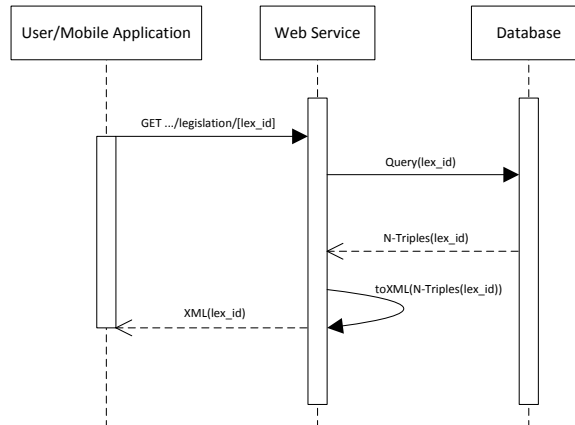 User/Mobile Application
Web Service
Database
GET .../legislation/[lex_id]
Query(lex_id)
N-Triples(lex_id)
toXML(N-Triples(lex_id))
XML(lex_id)